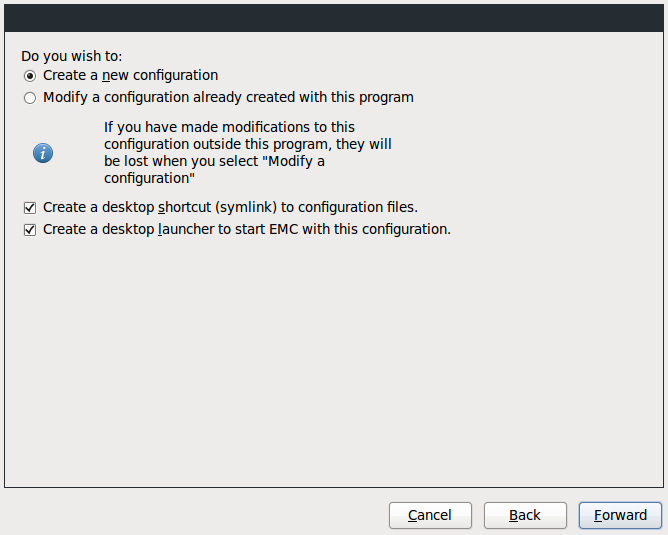 Do you wish to:
Create a new configuration
Modify a configuration already created with this program
If you have made modifications to this
configuration outside this program, they will
be lost when you select "Modify a
configuration"
Create a desktop shortcut (symlink) to configuration files.
Create a desktop launcher to start EMC with this configuration.
Cancel Back Forward